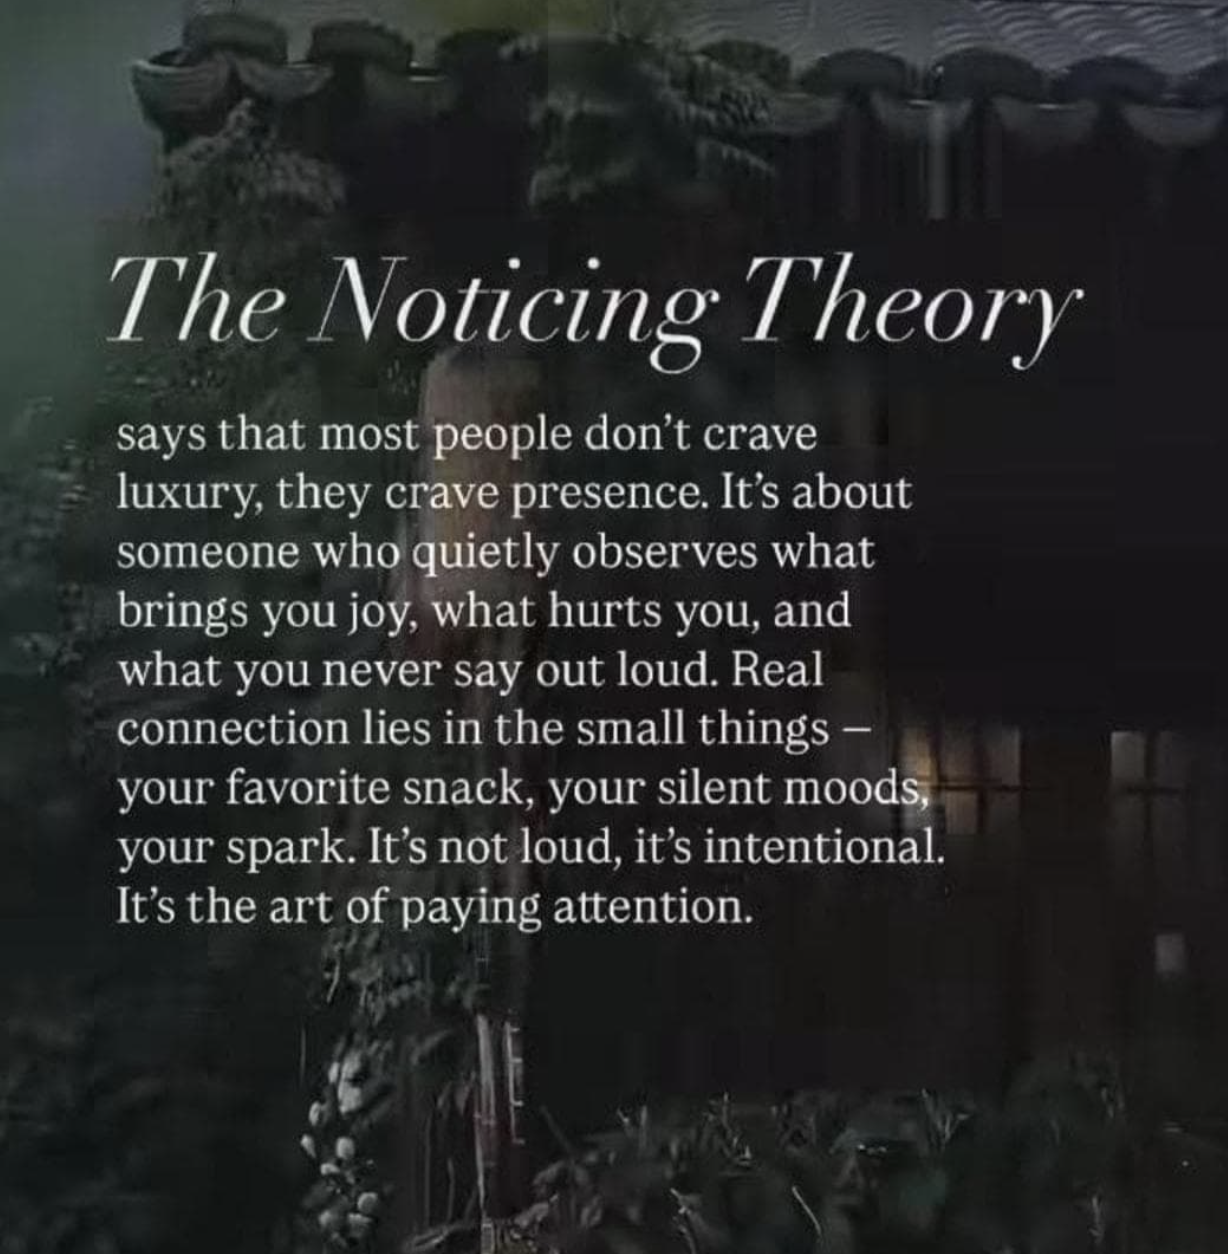 The Noticing Theory
says that most people don’t crave
luxury, they crave presence. It’s about
someone who quietly observes what
brings you joy, what hurts you, and
what you never say out loud. Real
connection lies in the small things –
your favorite snack, your silent moods,
your spark. It’s not loud, it’s intentional.
It’s the art of paying attention.